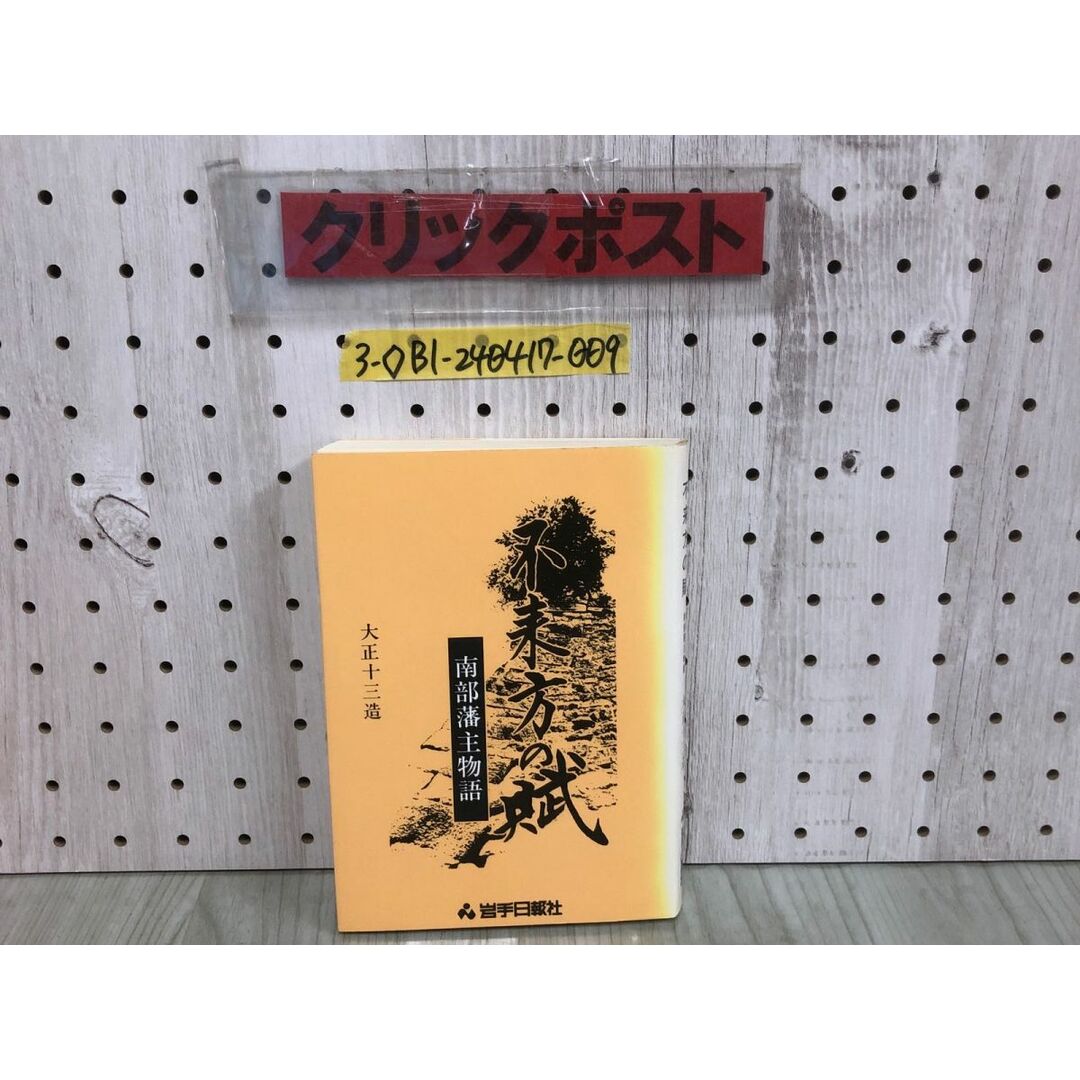 クリックポスト
3-◇B1-240417-009
不来方の賦
南部藩主物語
大正十三造
岩手日報社